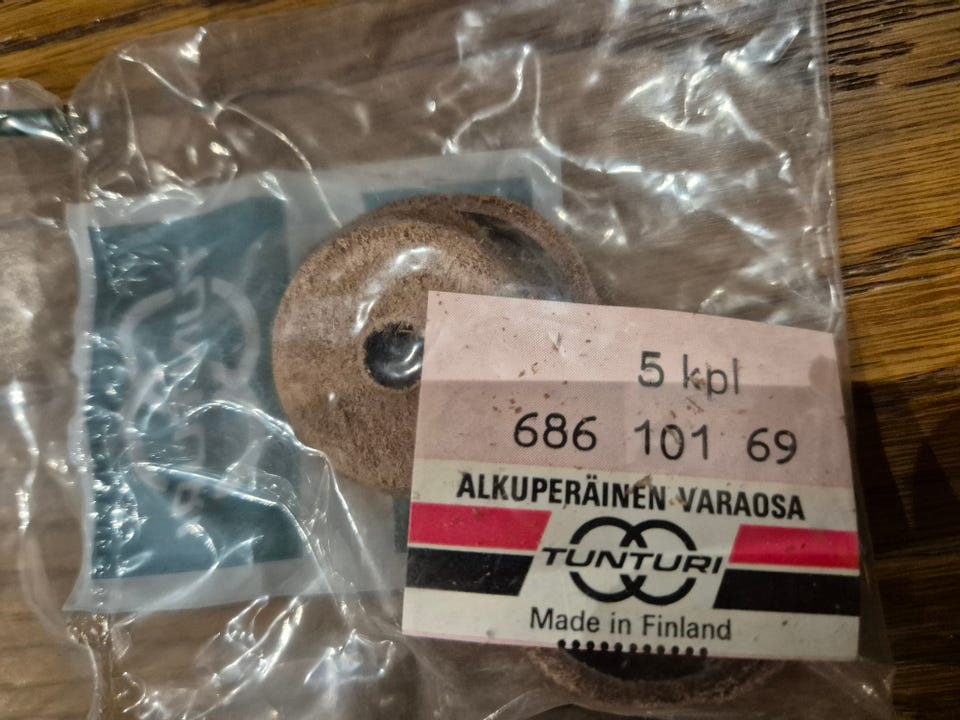 5 kpl
686 101 69
ALKUPERÄINEN VARAOSA
TUNTURI
Made in Finland